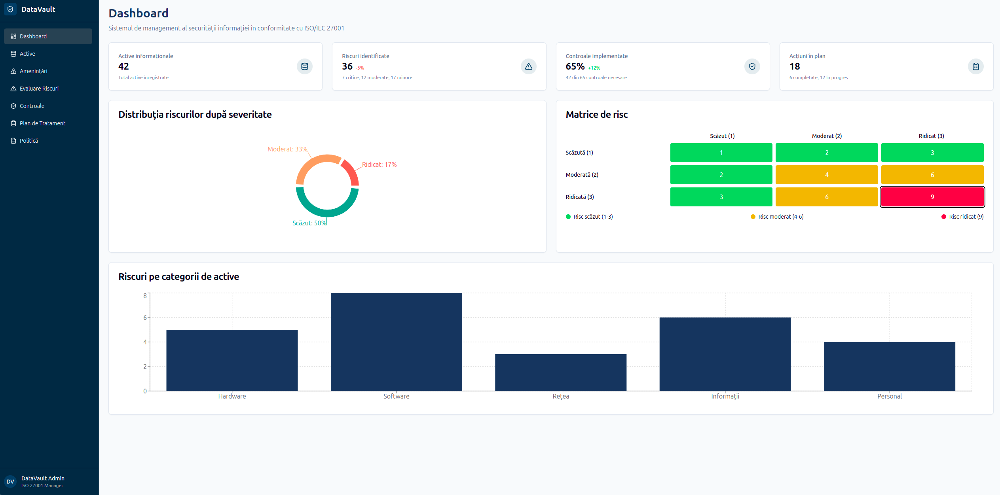 DataVault
Dashboard
Active
Amenințări
Evaluare Riscuri
Controale
Plan de Tratament
Politică
DV
DataVault Admin
ISO 27001 Manager
Dashboard
Sistemul de management al securității informației în conformitate cu ISO/IEC 27001
Active informaționale
42
Total active înregistrate
Riscuri identificate
36 -5%
7 critice, 12 moderate, 17 minore
Controale implementate
65% +12%
42 din 65 controale necesare
Acțiuni în plan
18
6 completate, 12 în progres
Distribuția riscurilor după severitate
Moderat: 33%
Ridicat: 17%
Scăzut: 50%
Matrice de risc
Scăzut (1) Moderat (2) Ridicat (3)
Scăzută (1) 1 2 3
Moderată (2) 2 4 6
Ridicată (3) 3 6 9
Risc scăzut (1-3) Risc moderat (4-6) Risc ridicat (9)
Riscuri pe categorii de active
8
6
4
2
0
Hardware Software Rețea Informații Personal